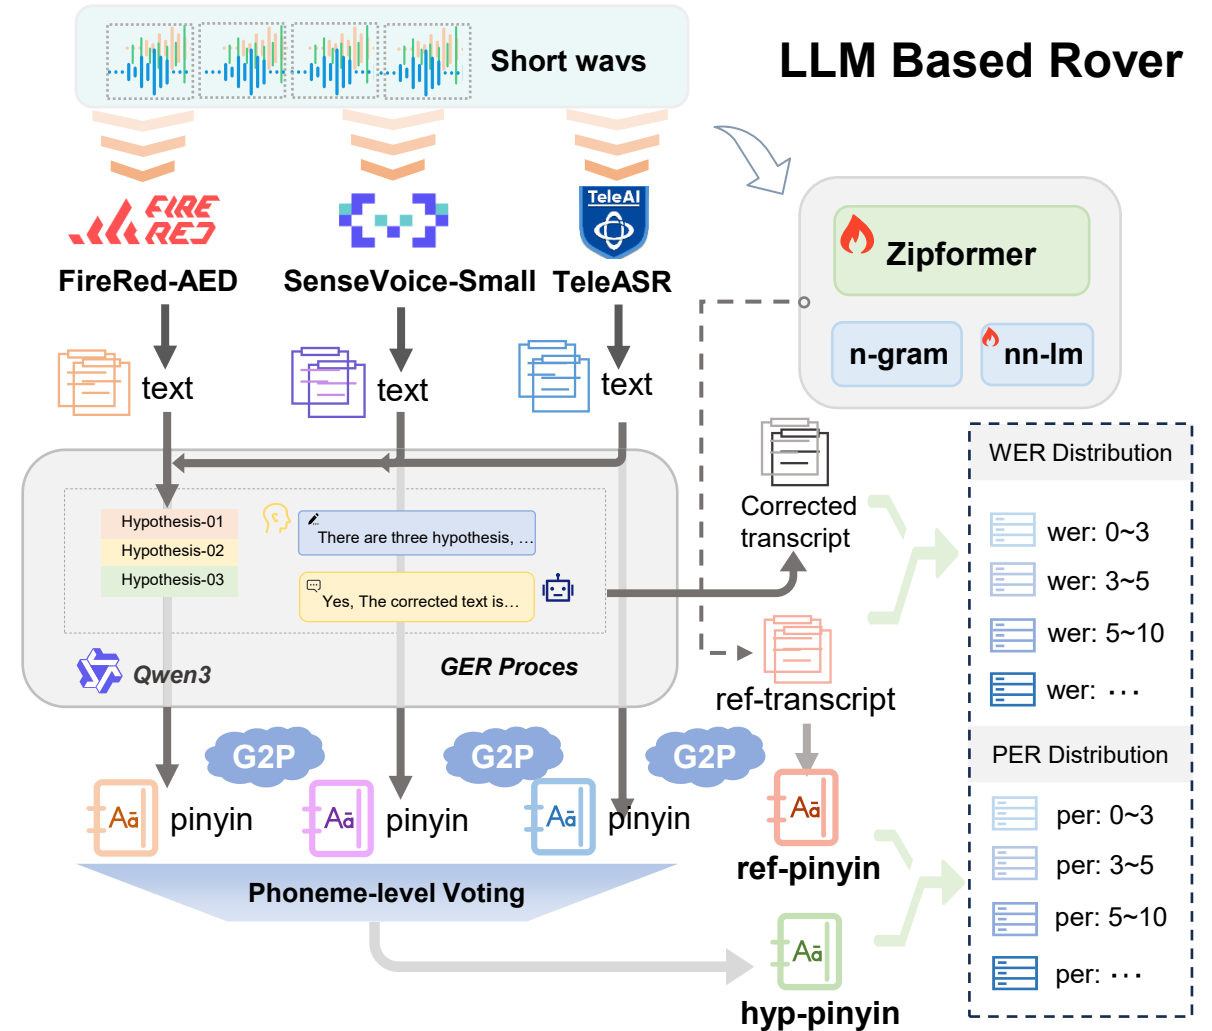 Short wavs
LLM Based Rover
FIRE
RED
TeleAI
FireRed-AED
SenseVoice-Small
TeleASR
Zipformer
n-gram
nn-lm
text
text
text
Hypothesis-01
Hypothesis-02
Hypothesis-03
There are three hypothesis, …
Yes, The corrected text is…
Qwen3
GER Proces
Corrected
transcript
ref-transcript
WER Distribution
wer: 0~3
wer: 3~5
wer: 5~10
wer: ···
PER Distribution
per: 0~3
per: 3~5
per: 5~10
per: ···
G2P
G2P
G2P
Aā
pinyin
Aā
pinyin
Aā
pinyin
Aā
ref-pinyin
Phoneme-level Voting
Aā
hyp-pinyin